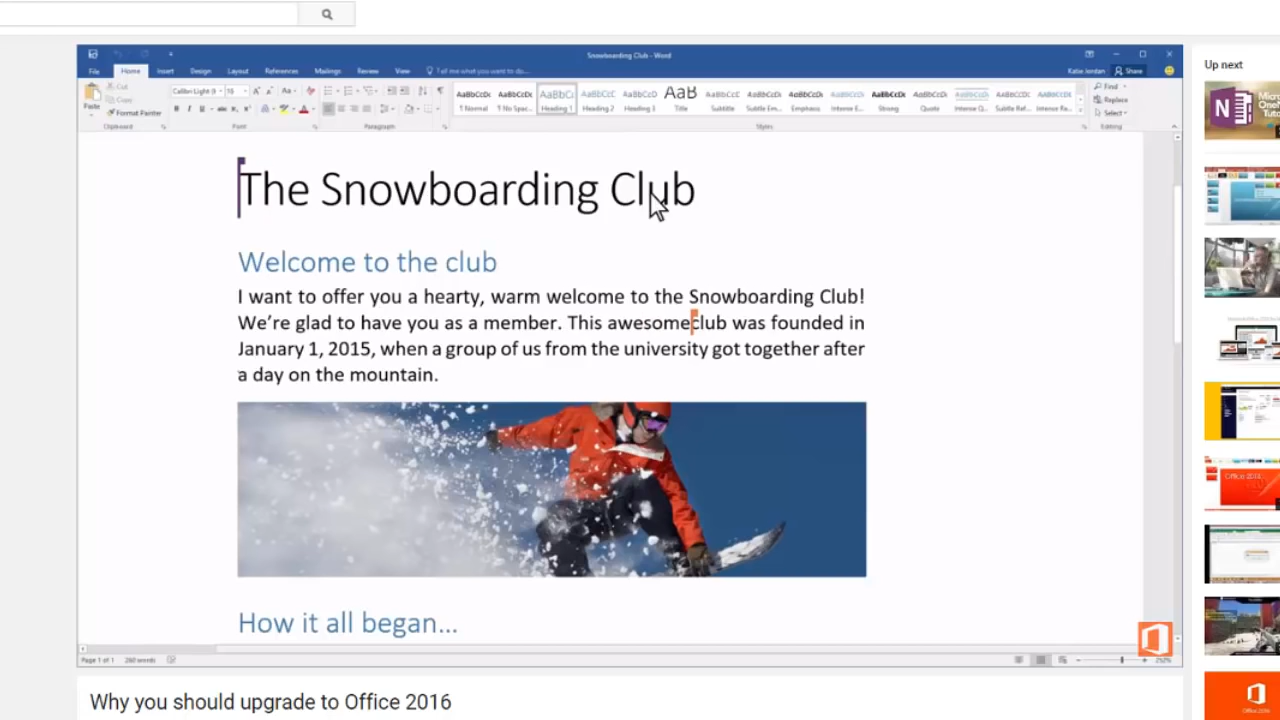 Snowboarding Club - Word
File Home Insert Design Layout References Mailings Review View Tell me what you want to do... Katie Jordan Share
Cut
Copy
Paste
Format Painter
Clipboard
Font
Paragraph
Normal
No Spac...
Heading 1
Heading 2
Heading 3
Title
Subtitle
Subtle Em...
Emphasis
Intense E...
Strong
Quote
Intense Q...
Subtle Ref...
Intense Re...
Styles
Find
Replace
Select
Editing
The Snowboarding Club
Welcome to the club
I want to offer you a hearty, warm welcome to the Snowboarding Club!
We're glad to have you as a member. This awesomeclub was founded in
January 1, 2015, when a group of us from the university got together after
a day on the mountain.
How it all began...
Page 1 of 1 260 words
Why you should upgrade to Office 2016
Up next
Office 2016